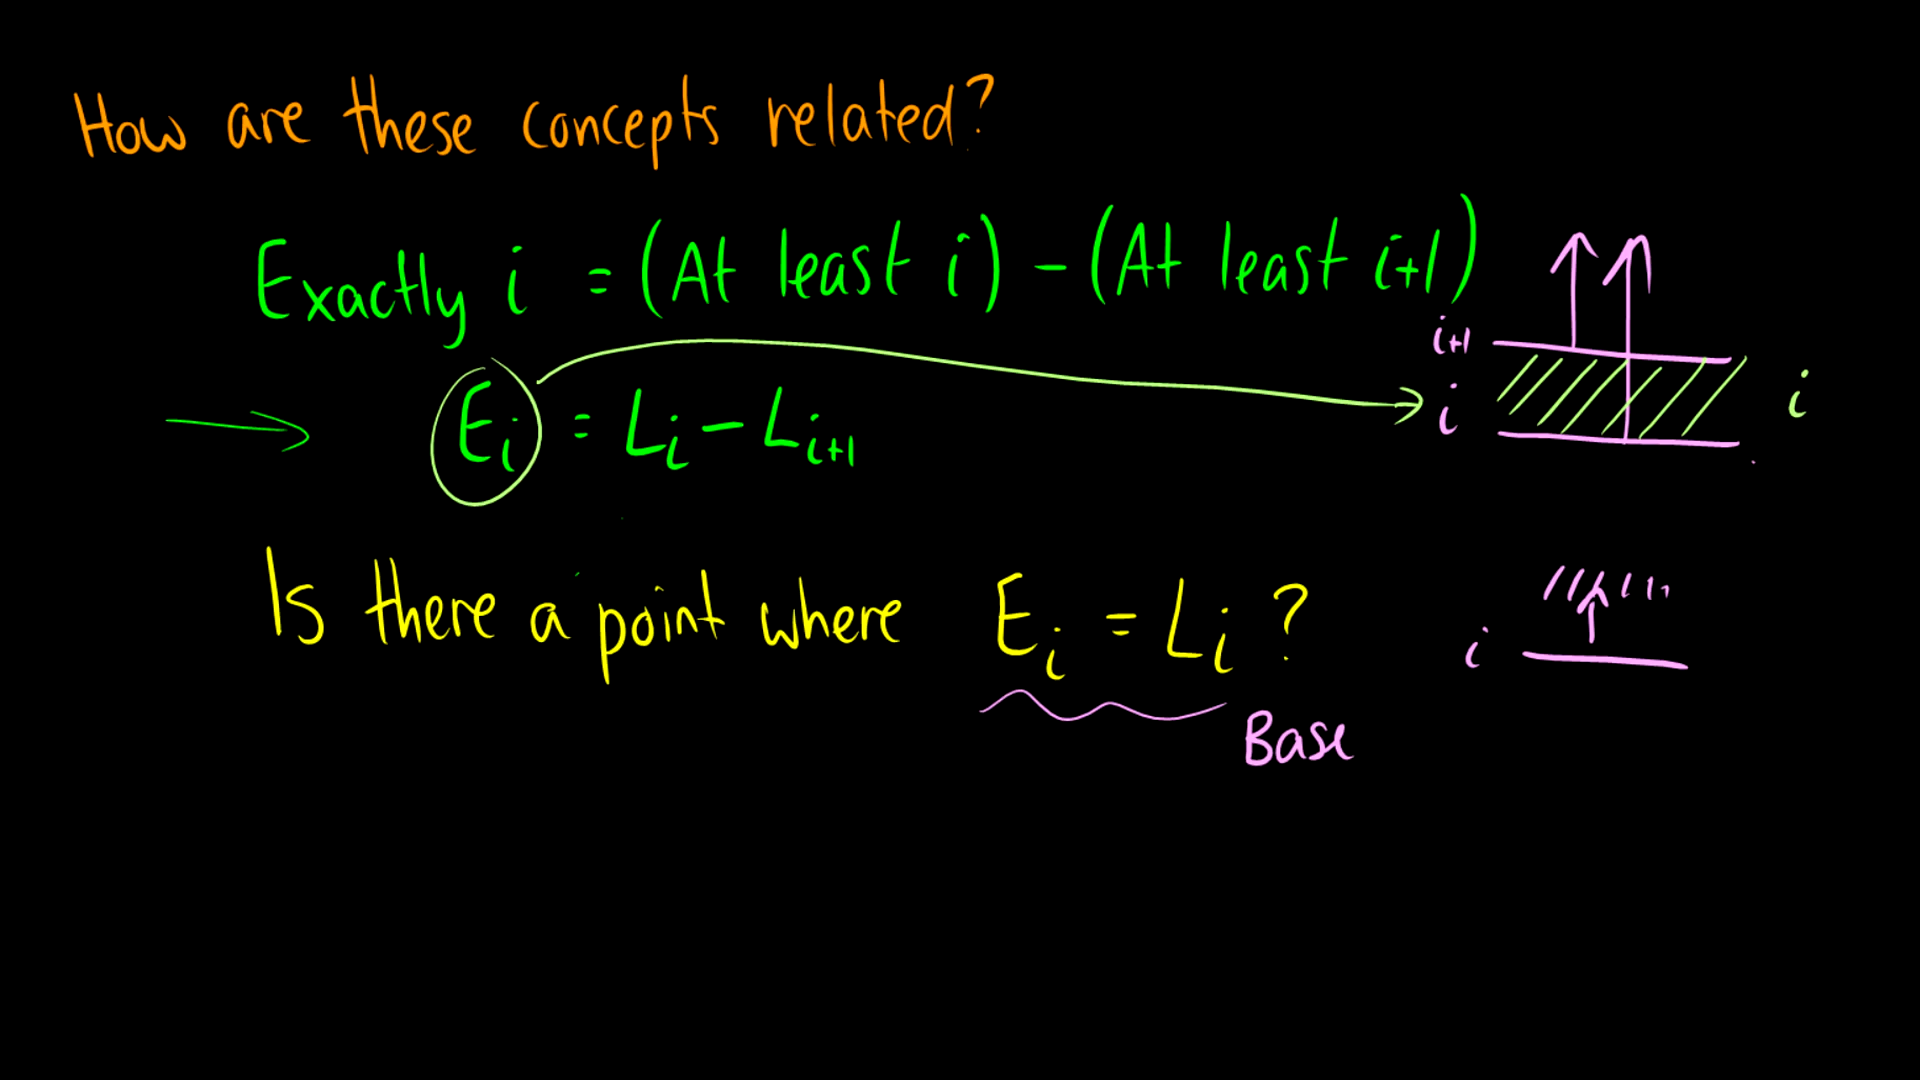 How are these concepts related?
Exactly i = (At least i) - (At least i+1)
i+1
E_i = L_i - L_{i+1}
i
i
Is there a point where E_i = L_i ?
i
Base